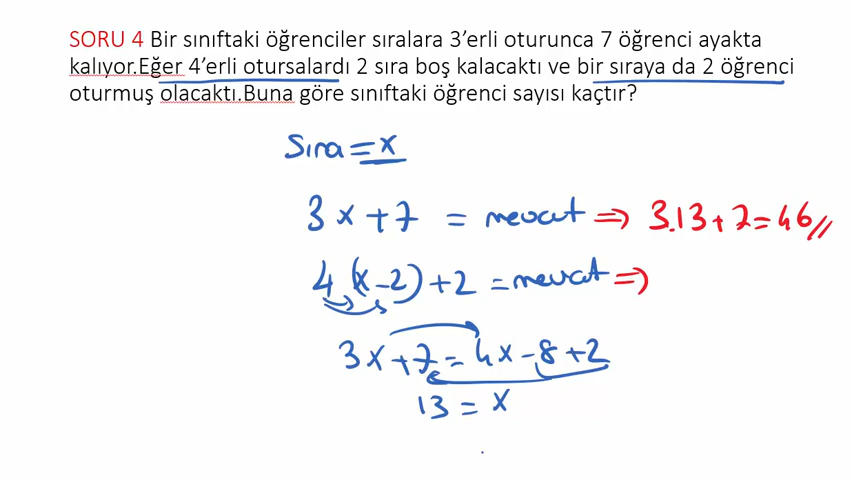 SORU 4 Bir sınıftaki öğrenciler sıralara 3’erli oturunca 7 öğrenci ayakta
kalıyor.Eğer 4’erli otursalardı 2 sıra boş kalacaktı ve bir sıraya da 2 öğrenci
oturmuş olacaktı.Buna göre sınıftaki öğrenci sayısı kaçtır?
Sıra = x
3x+7 = mevcut ⇒ 3.13+7=46//
4(x-2)+2 = mevcut ⇒
3x+7=4x-8+2
13 = x